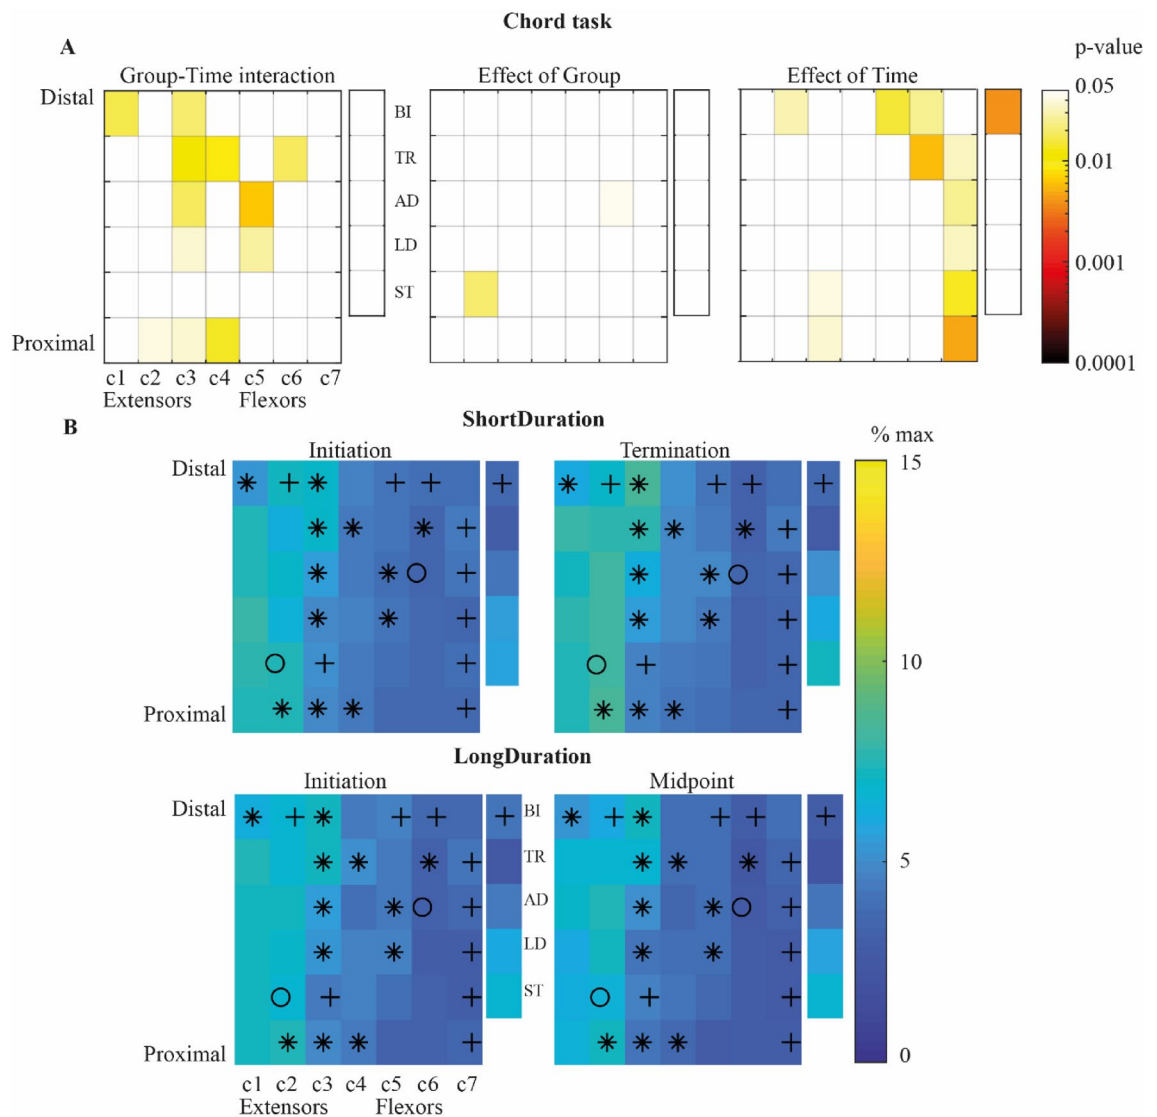 Chord task
A
p-value
Group-Time interaction
Effect of Group
Effect of Time
Distal
BI
TR
AD
LD
ST
Proximal
0.05
0.01
0.001
0.0001
c1 c2 c3 c4 c5 c6 c7
Extensors Flexors
B
ShortDuration
% max
Initiation
Termination
Distal
Proximal
15
10
5
0
LongDuration
Initiation
Midpoint
Distal
BI
TR
AD
LD
ST
Proximal
c1 c2 c3 c4 c5 c6 c7
Extensors Flexors